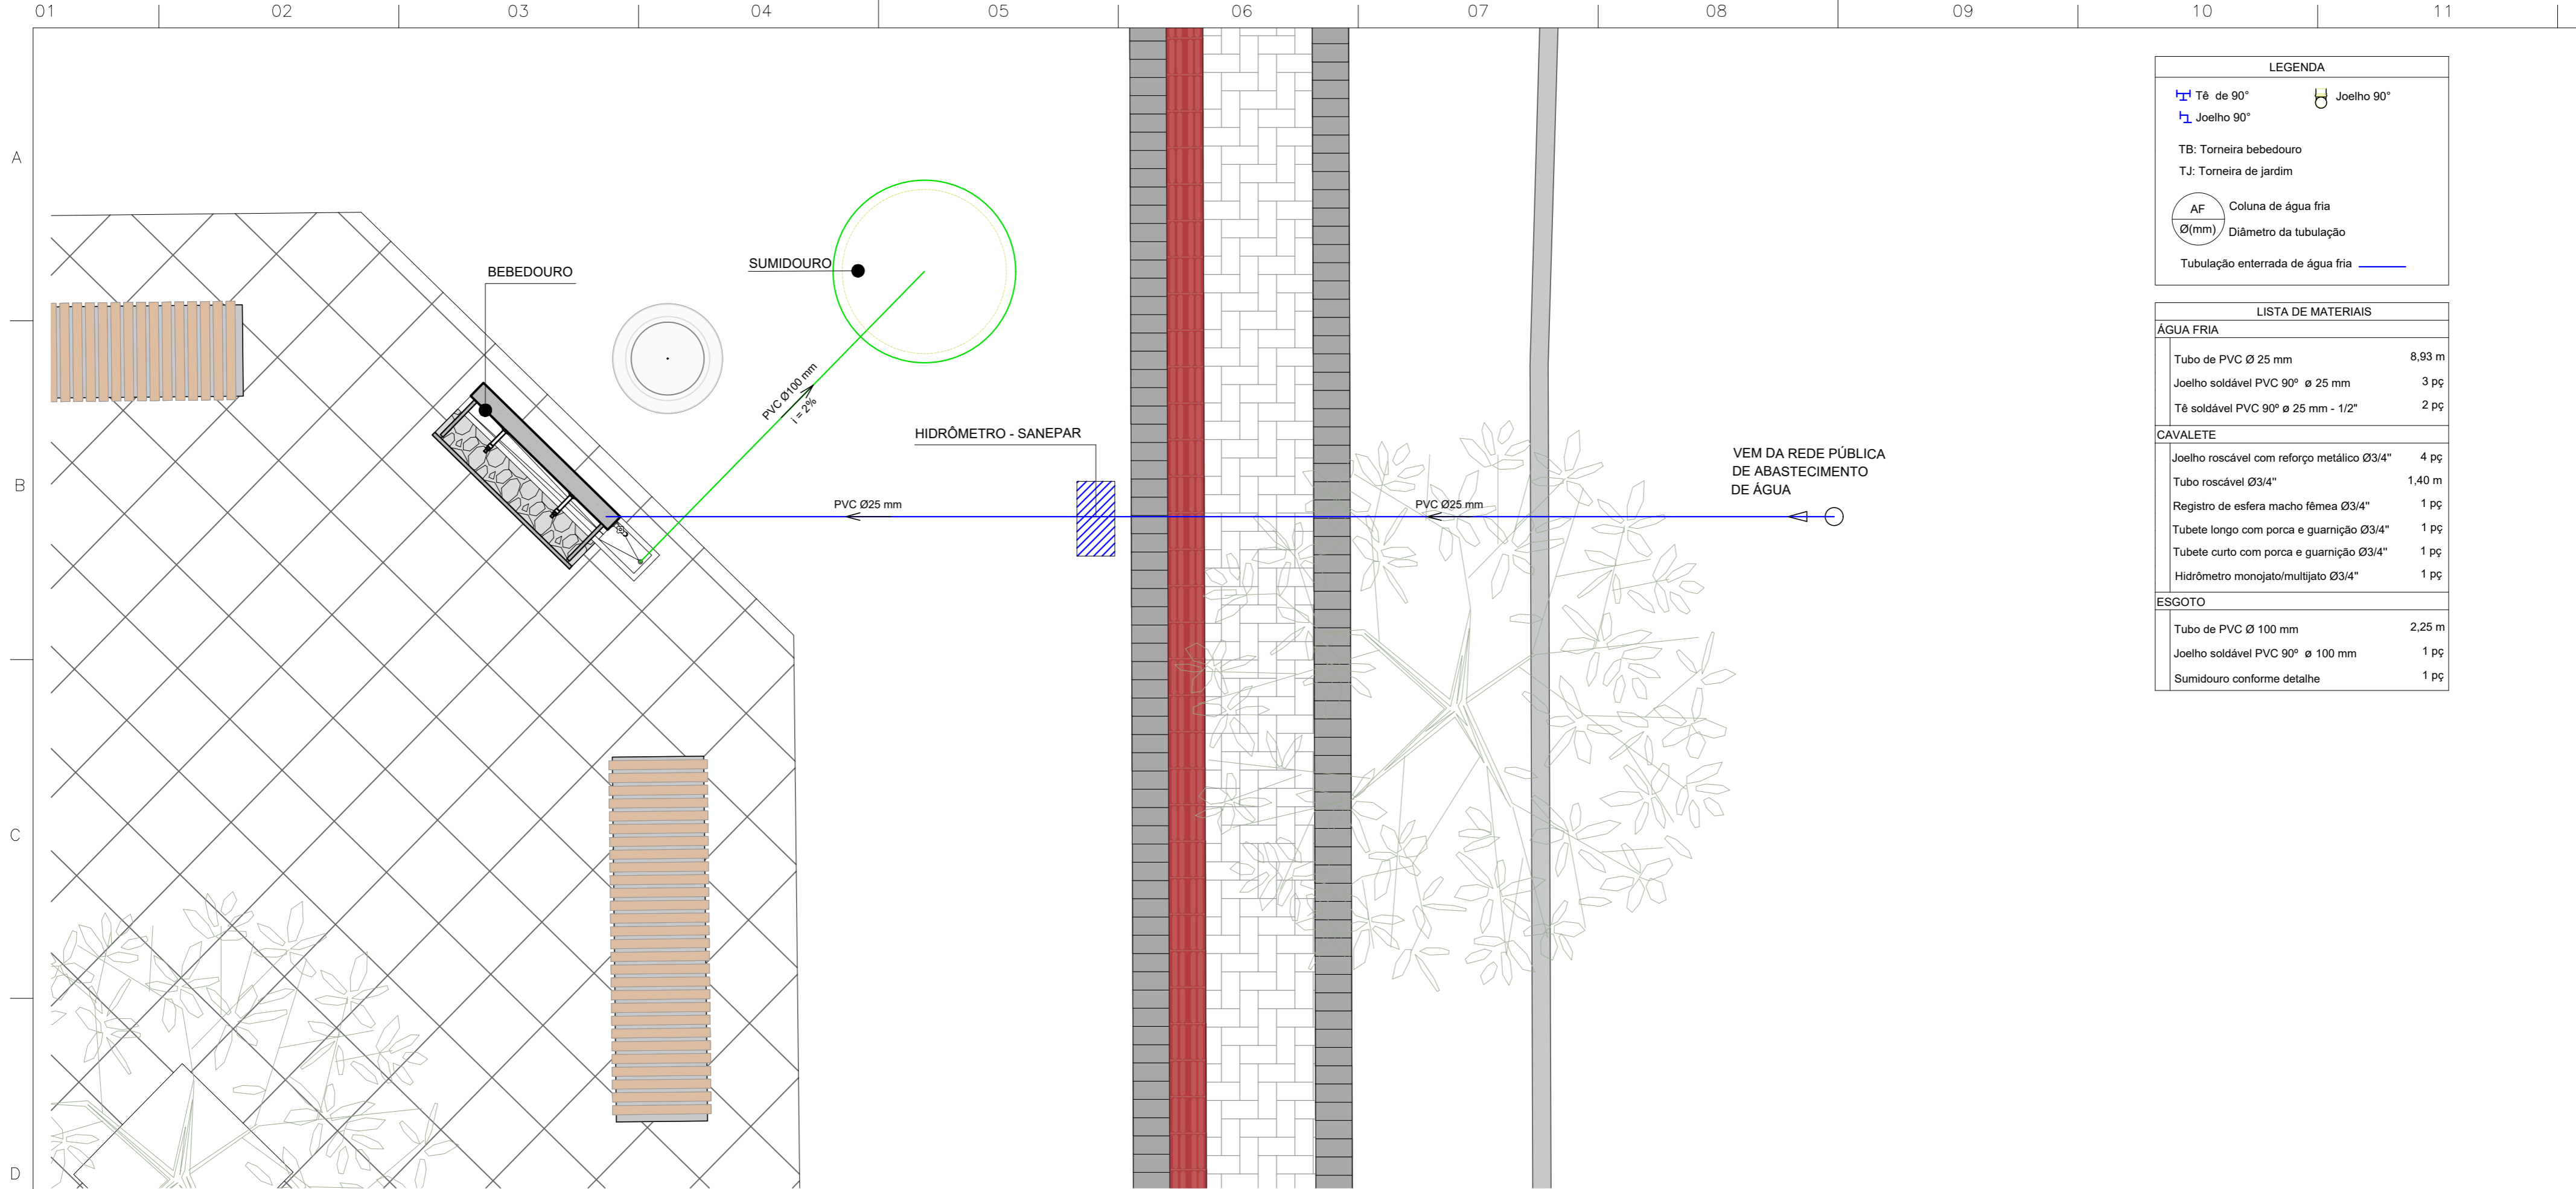 01 02 03 04 05 06 07 08 09 10 11
A
B
C
D
BEBEDOURO
SUMIDOURO
PVC Ø100 mm
i = 2%
HIDRÔMETRO - SANEPAR
PVC Ø25 mm
PVC Ø25 mm
VEM DA REDE PÚBLICA
DE ABASTECIMENTO
DE ÁGUA
LEGENDA
Tê de 90° Joelho 90°
Joelho 90°
TB: Torneira bebedouro
TJ: Torneira de jardim
AF Coluna de água fria
Ø(mm) Diâmetro da tubulação
Tubulação enterrada de água fria
LISTA DE MATERIAIS
ÁGUA FRIA
Tubo de PVC Ø 25 mm 8,93 m
Joelho soldável PVC 90º ø 25 mm 3 pç
Tê soldável PVC 90º ø 25 mm - 1/2" 2 pç
CAVALETE
Joelho roscável com reforço metálico Ø3/4" 4 pç
Tubo roscável Ø3/4" 1,40 m
Registro de esfera macho fêmea Ø3/4" 1 pç
Tubete longo com porca e guarnição Ø3/4" 1 pç
Tubete curto com porca e guarnição Ø3/4" 1 pç
Hidrômetro monojato/multijato Ø3/4" 1 pç
ESGOTO
Tubo de PVC Ø 100 mm 2,25 m
Joelho soldável PVC 90º ø 100 mm 1 pç
Sumidouro conforme detalhe 1 pç